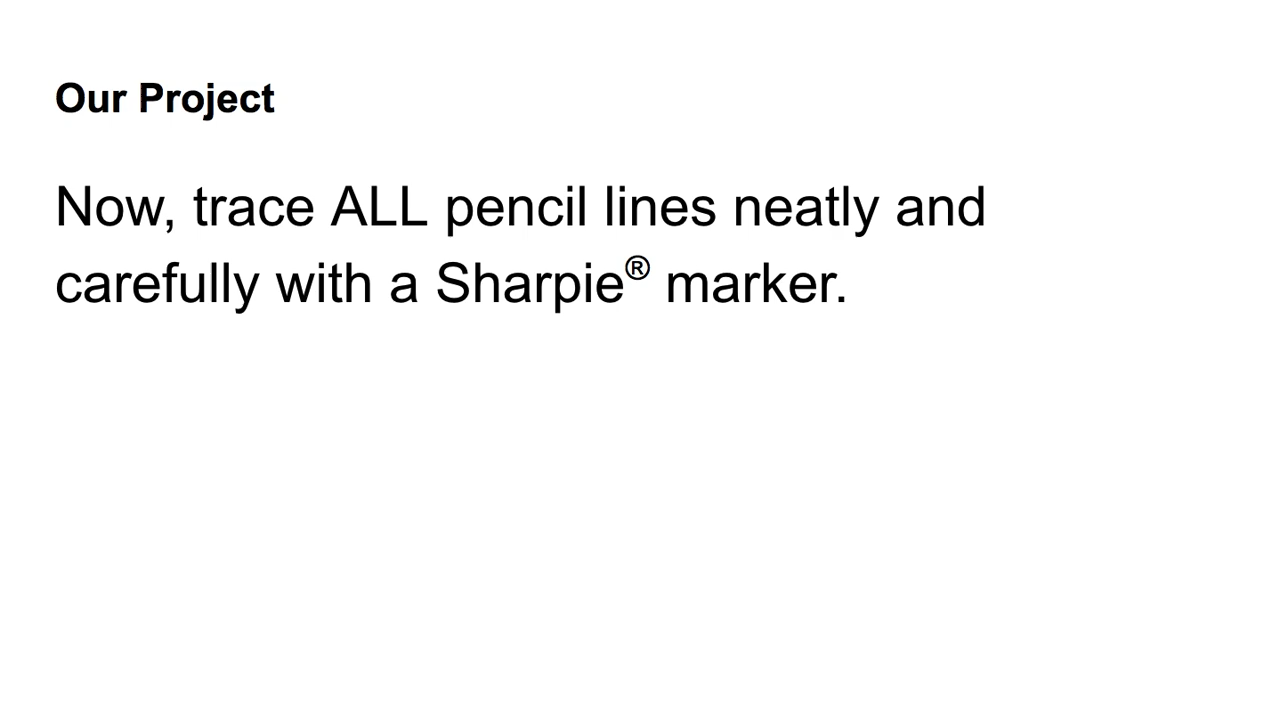 Our Project
Now, trace ALL pencil lines neatly and
carefully with a Sharpie® marker.